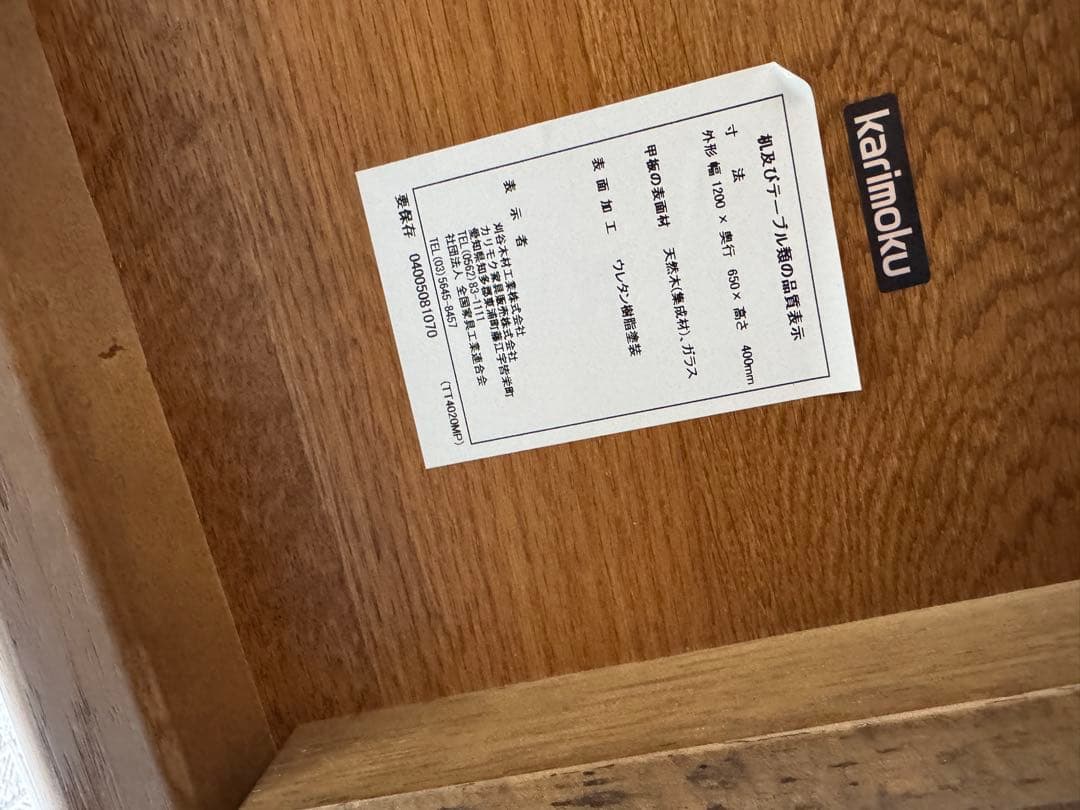 karimoku
机及びテーブル類の品質表示
寸 法
外形 幅 1200 × 奥行 650 × 高さ 400mm
甲板の表面材 天然木(集成材)、ガラス
表面加工 ウレタン樹脂塗装
表 示 者
刈谷木材工業株式会社
カリモク家具販売株式会社
愛知県知多郡東浦町藤江字皆栄町
TEL(0562)83-1111
社団法人 全国家具工業連合会
TEL(03)5645-8457
(TT4020MP)
要保存 04005081070